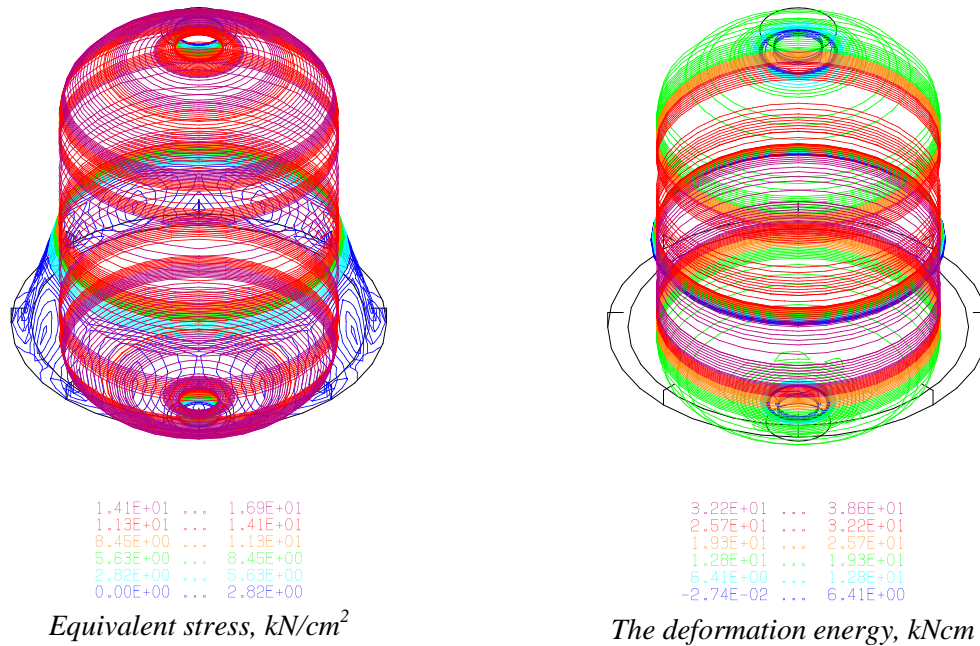 1.41E+01 ... 1.69E+01
1.13E+01 ... 1.41E+01
8.45E+00 ... 1.13E+01
5.63E+00 ... 8.45E+00
2.82E+00 ... 5.63E+00
0.00E+00 ... 2.82E+00
Equivalent stress, kN/cm²
3.22E+01 ... 3.86E+01
2.57E+01 ... 3.22E+01
1.93E+01 ... 2.57E+01
1.28E+01 ... 1.93E+01
6.41E+00 ... 1.28E+01
-2.74E-02 ... 6.41E+00
The deformation energy, kNcm